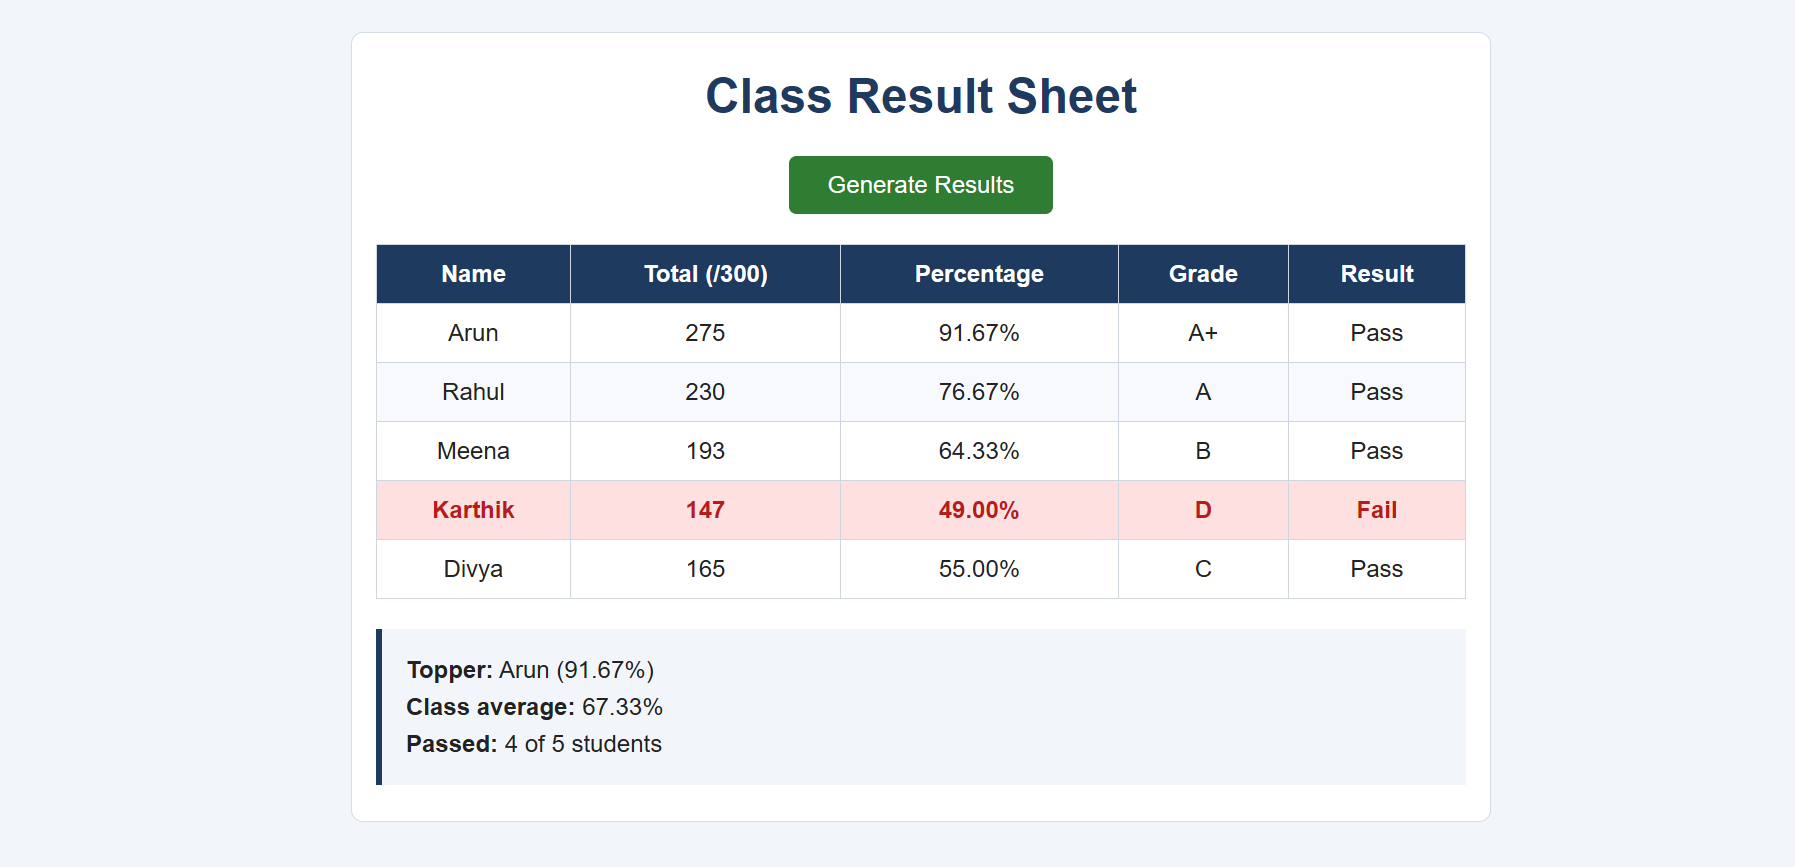 Class Result Sheet
Generate Results
Name Total (/300) Percentage Grade Result
Arun 275 91.67% A+ Pass
Rahul 230 76.67% A Pass
Meena 193 64.33% B Pass
Karthik 147 49.00% D Fail
Divya 165 55.00% C Pass
Topper: Arun (91.67%)
Class average: 67.33%
Passed: 4 of 5 students